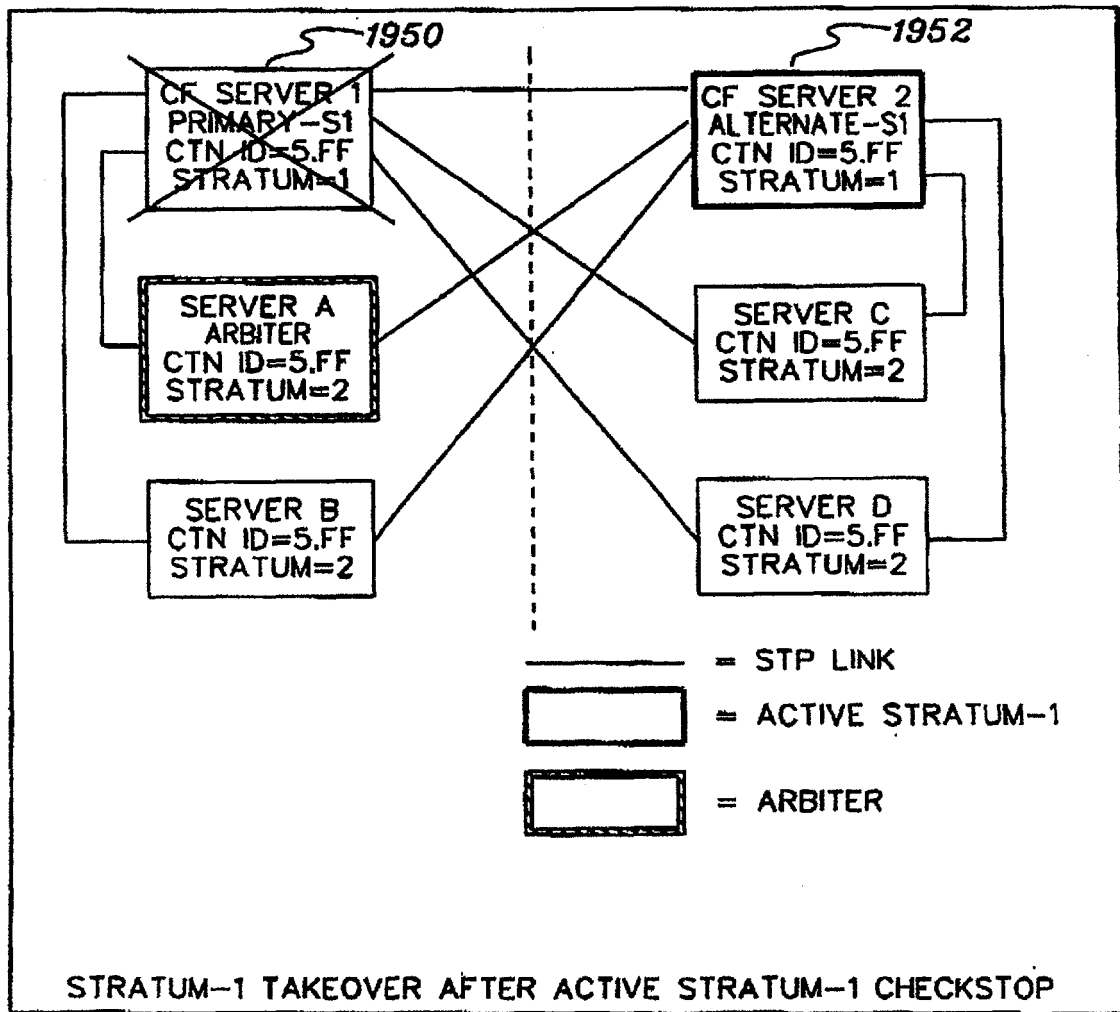 1950
CF SERVER 1
PRIMARY-S1
CTN ID=5.FF
STRATUM=1
1952
CF SERVER 2
ALTERNATE-S1
CTN ID=5.FF
STRATUM=1
SERVER A
ARBITER
CTN ID=5.FF
STRATUM=2
SERVER C
CTN ID=5.FF
STRATUM=2
SERVER B
CTN ID=5.FF
STRATUM=2
SERVER D
CTN ID=5.FF
STRATUM=2
= STP LINK
= ACTIVE STRATUM-1
= ARBITER
STRATUM-1 TAKEOVER AFTER ACTIVE STRATUM-1 CHECKSTOP